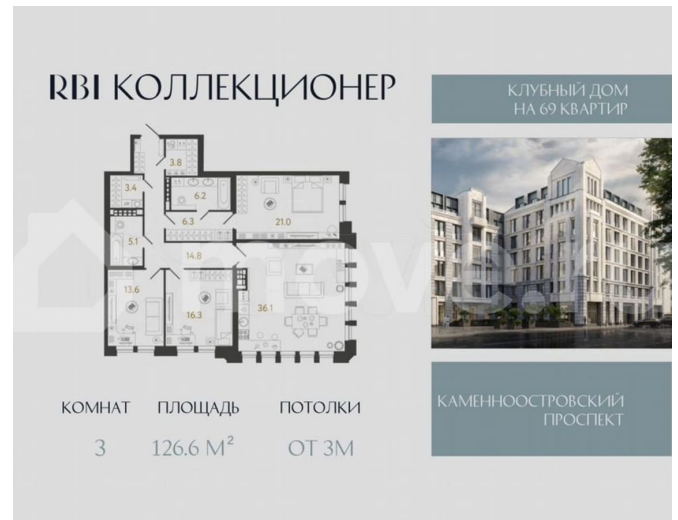 RBI КОЛЛЕКЦИОНЕР
КЛУБНЫЙ ДОМ
НА 69 КВАРТИР
3.8
3.4
6.2
6.3
21.0
5.1
14.8
13.6
16.3
36.1
move.ru
КОМНАТ ПЛОЩАДЬ ПОТОЛКИ
3 126.6 М² ОТ 3М
КАМЕННООСТРОВСКИЙ
ПРОСПЕКТ